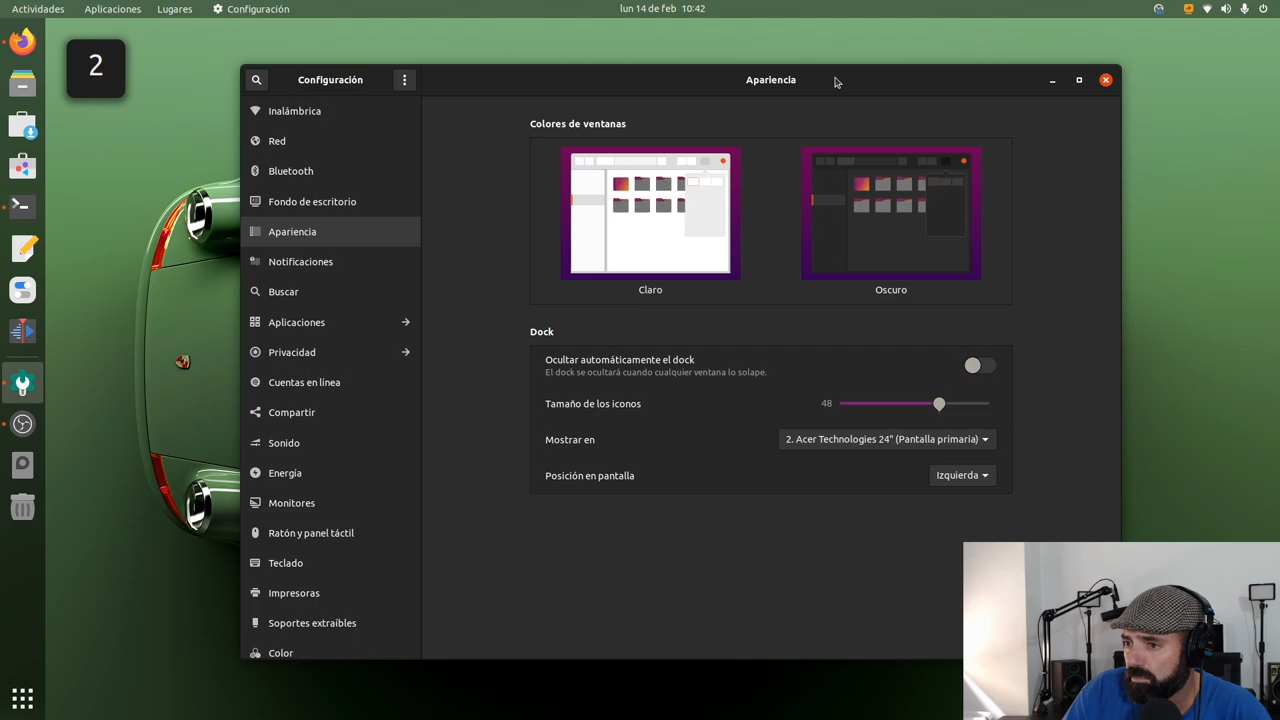 Actividades Aplicaciones Lugares Configuración lun 14 de feb 10:42
2
Configuración
Apariencia
Inalámbrica
Red
Bluetooth
Fondo de escritorio
Apariencia
Notificaciones
Buscar
Aplicaciones
Privacidad
Cuentas en línea
Compartir
Sonido
Energía
Monitores
Ratón y panel táctil
Teclado
Impresoras
Soportes extraíbles
Color
Colores de ventanas
Claro Oscuro
Dock
Ocultar automáticamente el dock
El dock se ocultará cuando cualquier ventana lo solape.
Tamaño de los iconos 48
Mostrar en 2. Acer Technologies 24" (Pantalla primaria)
Posición en pantalla Izquierda